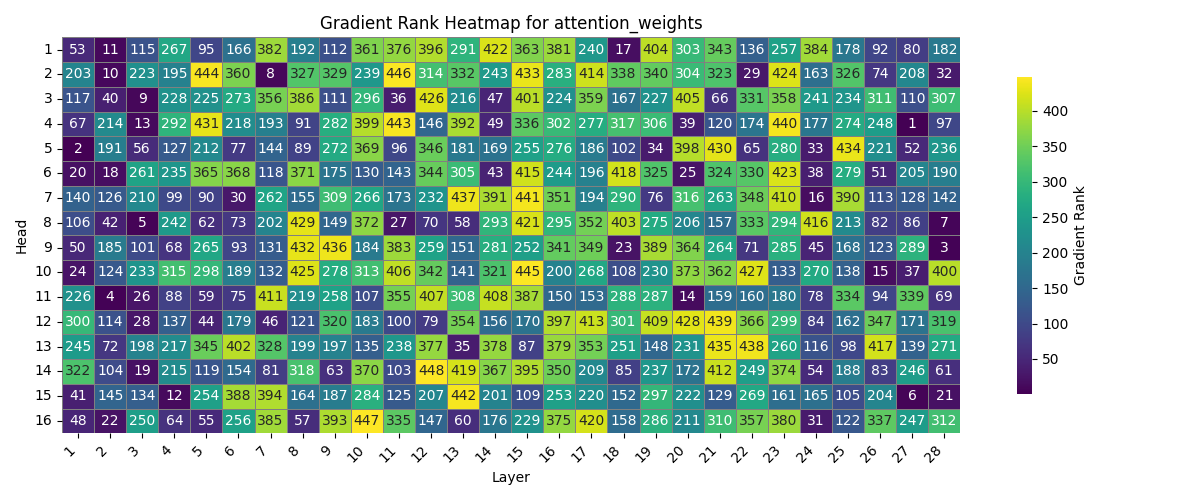 Gradient Rank Heatmap for attention_weights
1 53 11 115 267 95 166 382 192 112 361 376 396 291 422 363 381 240 17 404 303 343 136 257 384 178 92 80 182
2 203 10 223 195 444 360 8 327 329 239 446 314 332 243 433 283 414 338 340 304 323 29 424 163 326 74 208 32
3 117 40 9 228 225 273 356 386 111 296 36 426 216 47 401 224 359 167 227 405 66 331 358 241 234 311 110 307
4 67 214 13 292 431 218 193 91 282 399 443 146 392 49 336 302 277 317 306 39 120 174 440 177 274 248 1 97
5 2 191 56 127 212 77 144 89 272 369 96 346 181 169 255 276 186 102 34 398 430 65 280 33 434 221 52 236
6 20 18 261 235 365 368 118 371 175 130 143 344 305 43 415 244 196 418 325 25 324 330 423 38 279 51 205 190
7 140 126 210 99 90 30 262 155 309 266 173 232 437 391 441 351 194 290 76 316 263 348 410 16 390 113 128 142
8 106 42 5 242 62 73 202 429 149 372 27 70 58 293 421 295 352 403 275 206 157 333 294 416 213 82 86 7
9 50 185 101 68 265 93 131 432 436 184 383 259 151 281 252 341 349 23 389 364 264 71 285 45 168 123 289 3
10 24 124 233 315 298 189 132 425 278 313 406 342 141 321 445 200 268 108 230 373 362 427 133 270 138 15 37 400
11 226 4 26 88 59 75 411 219 258 107 355 407 308 408 387 150 153 288 287 14 159 160 180 78 334 94 339 69
12 300 114 28 137 44 179 46 121 320 183 100 79 354 156 170 397 413 301 409 428 439 366 299 84 162 347 171 319
13 245 72 198 217 345 402 328 199 197 135 238 377 35 378 87 379 353 251 148 231 435 438 260 116 98 417 139 271
14 322 104 19 215 119 154 81 318 63 370 103 448 419 367 395 350 209 85 237 172 412 249 374 54 188 83 246 61
15 41 145 134 12 254 388 394 164 187 284 125 207 442 201 109 253 220 152 297 222 129 269 161 165 105 204 6 21
16 48 22 250 64 55 256 385 57 393 447 335 147 60 176 229 375 420 158 286 211 310 357 380 31 122 337 247 312
1 2 3 4 5 6 7 8 9 10 11 12 13 14 15 16 17 18 19 20 21 22 23 24 25 26 27 28
Layer
Head
400
350
300
250
200
150
100
50
Gradient Rank